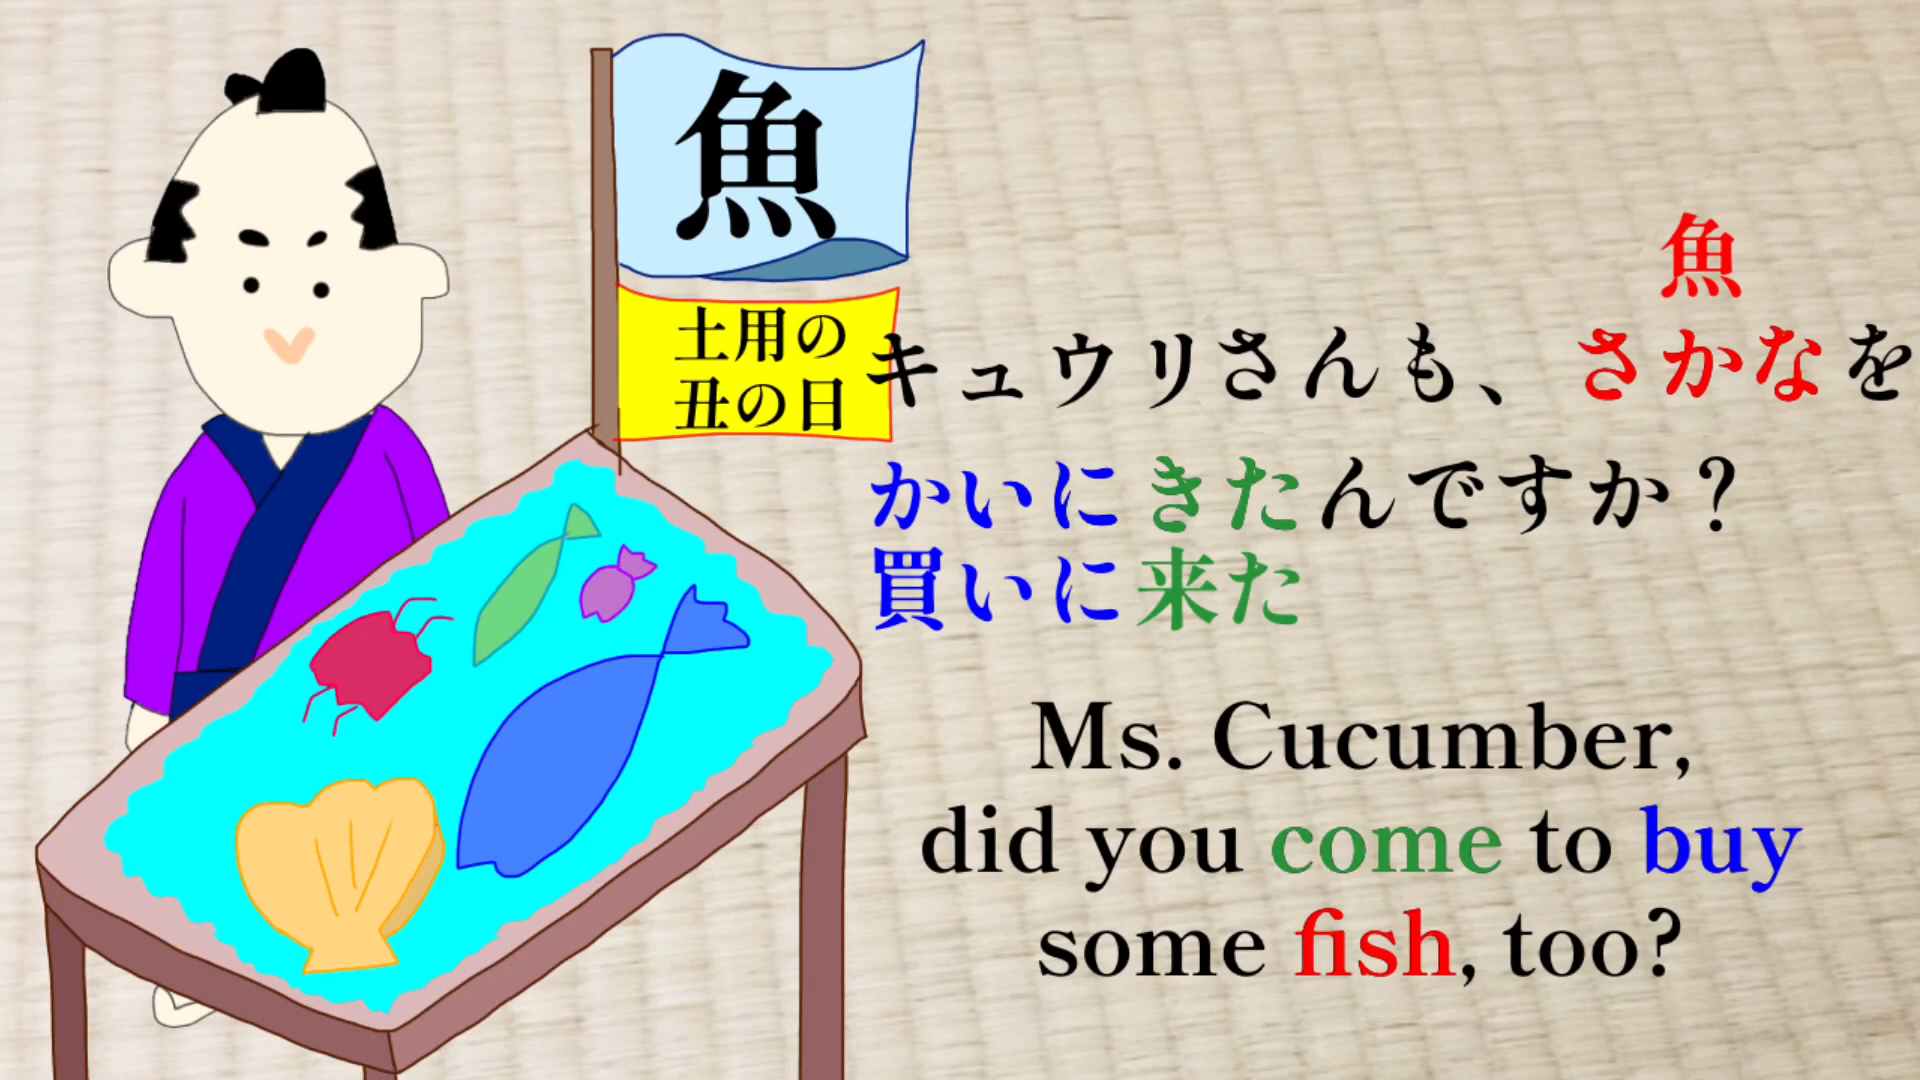 魚
土用の
丑の日
魚
キュウリさんも、さかなを
かいにきたんですか？
買いに来た
Ms. Cucumber,
did you come to buy
some fish, too?